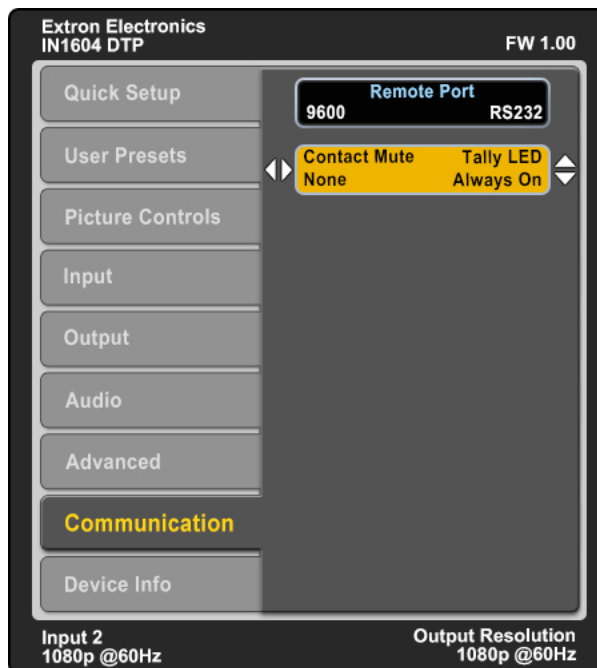 Extron Electronics
IN1604 DTP
FW 1.00
Quick Setup
User Presets
Picture Controls
Input
Output
Audio
Advanced
Communication
Device Info
Remote Port
9600 RS232
Contact Mute Tally LED
None Always On
Input 2
1080p @60Hz
Output Resolution
1080p @60Hz